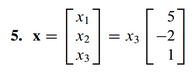 5. x = [x₁ x₂ x₃] = x₃ [5 −2 1]